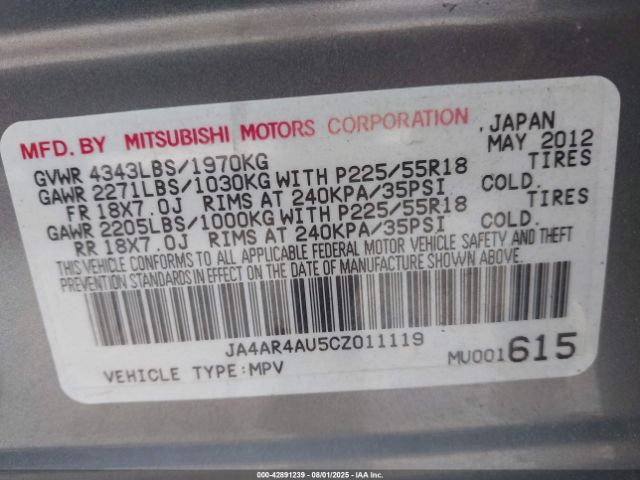 MFD. BY MITSUBISHI MOTORS CORPORATION , JAPAN
MAY 2012
GVWR 4343LBS/1970KG
GAWR 2271LBS/1030KG WITH P225/55R18 TIRES
FR 18X7.0J RIMS AT 240KPA/35PSI COLD.
GAWR 2205LBS/1000KG WITH P225/55R18 TIRES
RR 18X7.0J RIMS AT 240KPA/35PSI COLD.
THIS VEHICLE CONFORMS TO ALL APPLICABLE FEDERAL MOTOR VEHICLE SAFETY AND THEFT
PREVENTION STANDARDS IN EFFECT ON THE DATE OF MANUFACTURE SHOWN ABOVE.
JA4AR4AU5CZ011119
VEHICLE TYPE:MPV MU001615
000-42891239 - 08/01/2025 - IAA Inc.